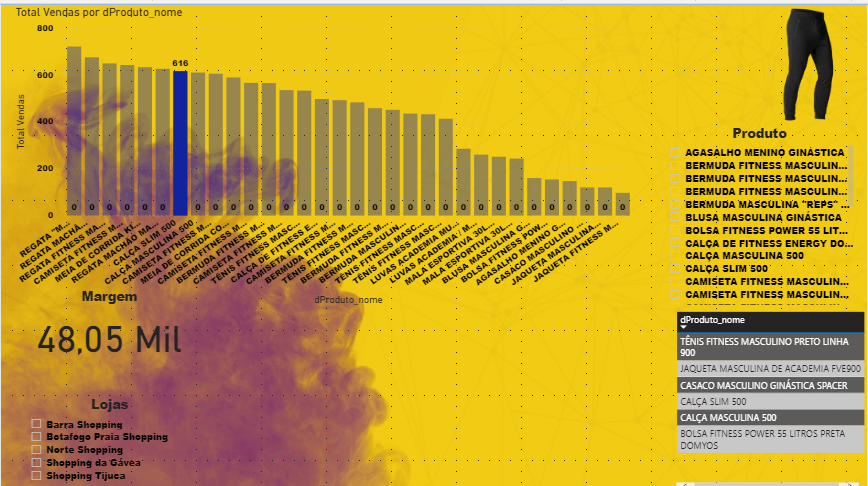 Total Vendas por dProduto_nome
Total Vendas
800
600
400
200
0
616
0 0 0 0 0 0 0 0 0 0 0 0 0 0 0 0 0 0 0 0 0 0 0 0 0 0 0
REGATA "M...
REGATA MACHA...
REGATA FITNESS MA...
CAMISETA FITNESS M...
MEIA DE CORRIDA KI...
REGATA MACHÃO MA...
CALÇA SLIM 500
CALÇA MASCULINA 500
CAMISETA FITNESS M...
MEIA DE CORRIDA CO...
CAMISETA FITNESS M...
BERMUDA FITNESS M...
CAMISETA FITNESS M...
TÊNIS FITNESS MASC...
CALÇA DE FITNESS E...
CAMISETA FITNESS M...
BERMUDA FITNESS M...
TÊNIS FITNESS MASC...
BERMUDA FITNESS M...
BERMUDA MASCULIN...
TÊNIS FITNESS MASC...
TÊNIS FITNESS MASC...
LUVAS ACADEMIA MU...
LUVAS ACADEMIA M...
MALA ESPORTIVA 30L...
MALA ESPORTIVA 30L...
BLUSA MASCULINA G...
BOLSA FITNESS POW...
AGASALHO MENINO G...
CASACO MASCULINO ...
JAQUETA MASCULINA...
JAQUETA FITNESS M...
dProduto_nome
Margem
48,05 Mil
Lojas
Barra Shopping
Botafogo Praia Shopping
Norte Shopping
Shopping da Gávea
Shopping Tijuca
Produto
AGASALHO MENINO GINÁSTICA
BERMUDA FITNESS MASCULIN...
BERMUDA FITNESS MASCULIN...
BERMUDA FITNESS MASCULIN...
BERMUDA MASCULINA "REPS" ...
BLUSA MASCULINA GINÁSTICA
BOLSA FITNESS POWER 55 LIT...
CALÇA DE FITNESS ENERGY DO...
CALÇA MASCULINA 500
CALÇA SLIM 500
CAMISETA FITNESS MASCULIN...
CAMISETA FITNESS MASCULIN...
dProduto_nome
TÊNIS FITNESS MASCULINO PRETO LINHA
900
JAQUETA MASCULINA DE ACADEMIA FVE900
CASACO MASCULINO GINÁSTICA SPACER
CALÇA SLIM 500
CALÇA MASCULINA 500
BOLSA FITNESS POWER 55 LITROS PRETA
DOMYOS